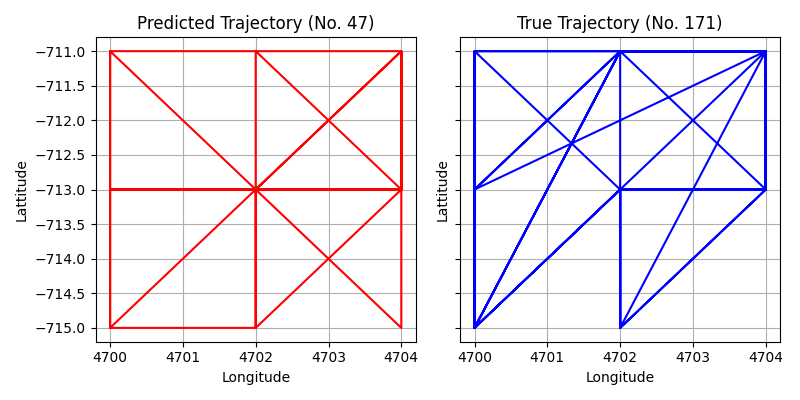 Predicted Trajectory (No. 47)
True Trajectory (No. 171)
−711.0
−711.5
−712.0
−712.5
−713.0
−713.5
−714.0
−714.5
−715.0
Lattitude
Lattitude
4700 4701 4702 4703 4704
4700 4701 4702 4703 4704
Longitude
Longitude